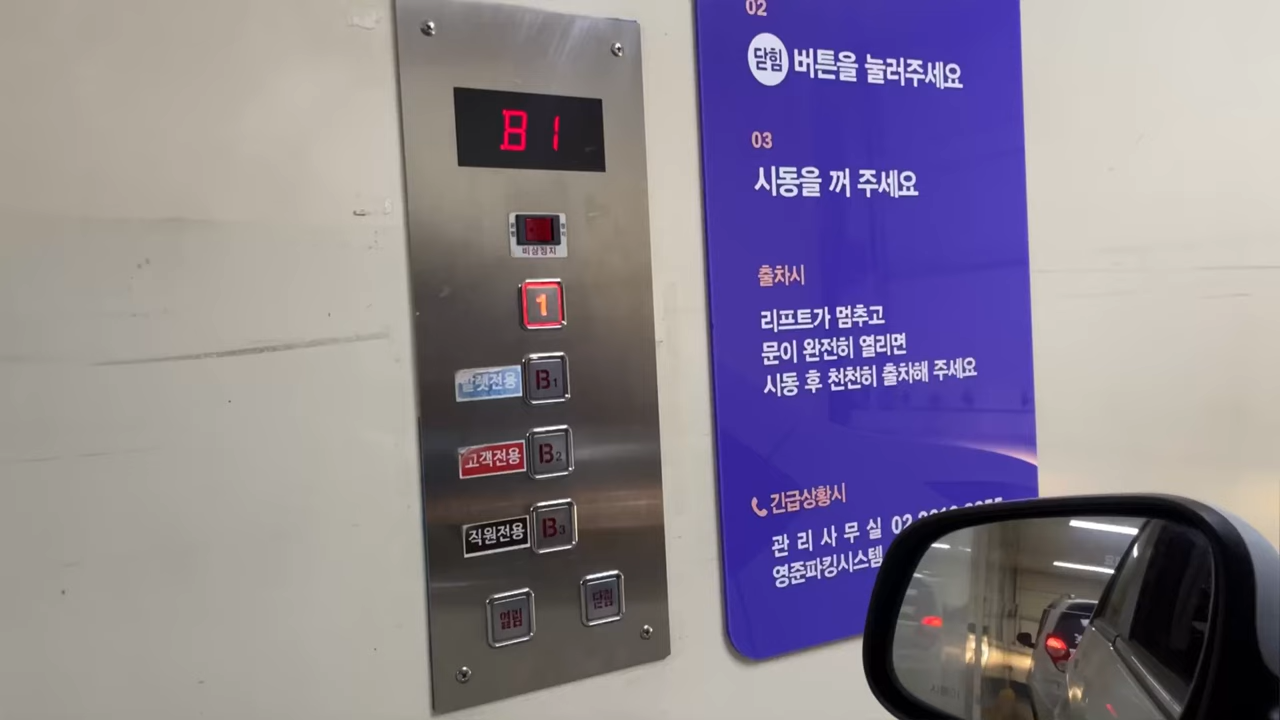 B1
비상정지
1
발렛전용 B1
고객전용 B2
직원전용 B3
열림
닫힘
02
닫힘 버튼을 눌러주세요
03
시동을 꺼 주세요
출차시
리프트가 멈추고
문이 완전히 열리면
시동 후 천천히 출차해 주세요
긴급상황시
관리사무실 02
영준파킹시스템